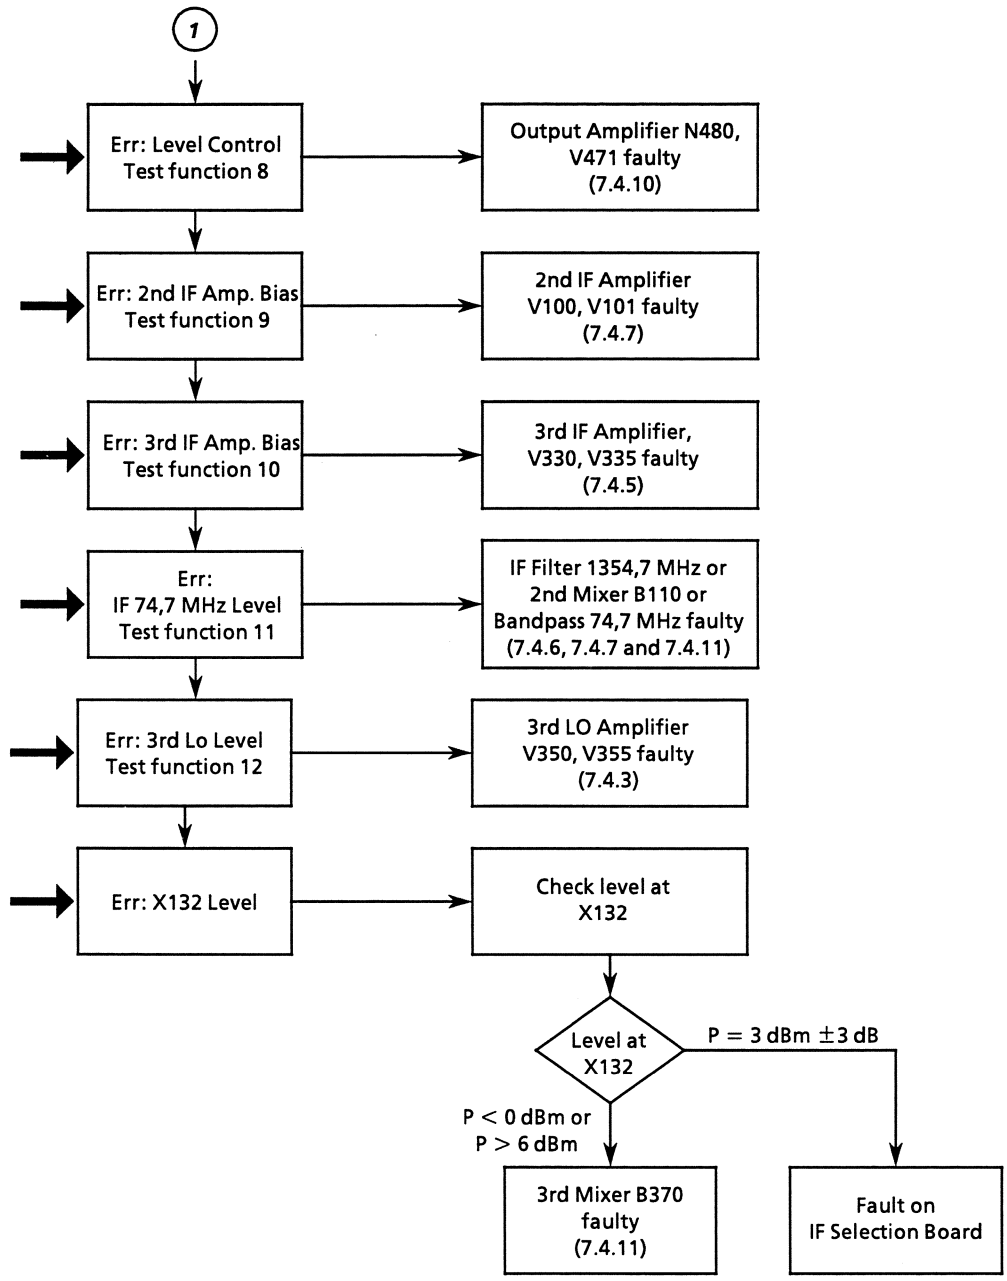 1
Err: Level Control
Test function 8
Output Amplifier N480,
V471 faulty
(7.4.10)
Err: 2nd IF Amp. Bias
Test function 9
2nd IF Amplifier
V100, V101 faulty
(7.4.7)
Err: 3rd IF Amp. Bias
Test function 10
3rd IF Amplifier,
V330, V335 faulty
(7.4.5)
Err:
IF 74,7 MHz Level
Test function 11
IF Filter 1354,7 MHz or
2nd Mixer B110 or
Bandpass 74,7 MHz faulty
(7.4.6, 7.4.7 and 7.4.11)
Err: 3rd Lo Level
Test function 12
3rd LO Amplifier
V350, V355 faulty
(7.4.3)
Err: X132 Level
Check level at
X132
Level at
X132
P = 3 dBm ±3 dB
P < 0 dBm or
P > 6 dBm
3rd Mixer B370
faulty
(7.4.11)
Fault on
IF Selection Board